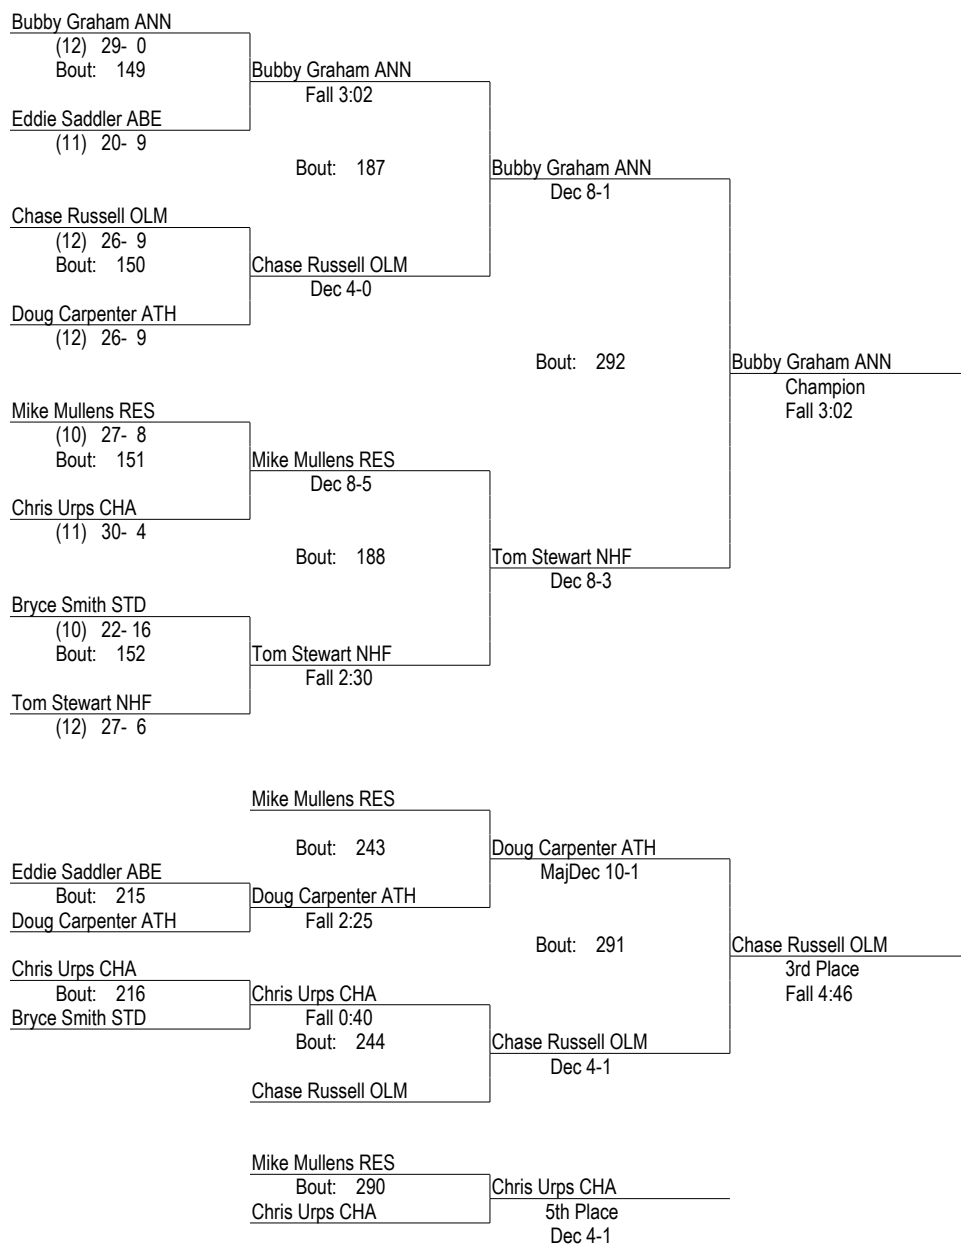 Bubby Graham ANN
(12) 29- 0
Bout: 149
Bubby Graham ANN
Fall 3:02
Eddie Saddler ABE
(11) 20- 9
Bout: 187
Bubby Graham ANN
Dec 8-1
Chase Russell OLM
(12) 26- 9
Bout: 150
Chase Russell OLM
Dec 4-0
Doug Carpenter ATH
(12) 26- 9
Bout: 292
Bubby Graham ANN
Champion
Fall 3:02
Mike Mullens RES
(10) 27- 8
Bout: 151
Mike Mullens RES
Dec 8-5
Chris Urps CHA
(11) 30- 4
Bout: 188
Tom Stewart NHF
Dec 8-3
Bryce Smith STD
(10) 22- 16
Bout: 152
Tom Stewart NHF
Fall 2:30
Tom Stewart NHF
(12) 27- 6
Mike Mullens RES
Bout: 243
Doug Carpenter ATH
MajDec 10-1
Eddie Saddler ABE
Bout: 215
Doug Carpenter ATH
Doug Carpenter ATH
Fall 2:25
Bout: 291
Chase Russell OLM
3rd Place
Fall 4:46
Chris Urps CHA
Bout: 216
Bryce Smith STD
Chris Urps CHA
Fall 0:40
Bout: 244
Chase Russell OLM
Dec 4-1
Chase Russell OLM
Mike Mullens RES
Bout: 290
Chris Urps CHA
Chris Urps CHA
5th Place
Dec 4-1